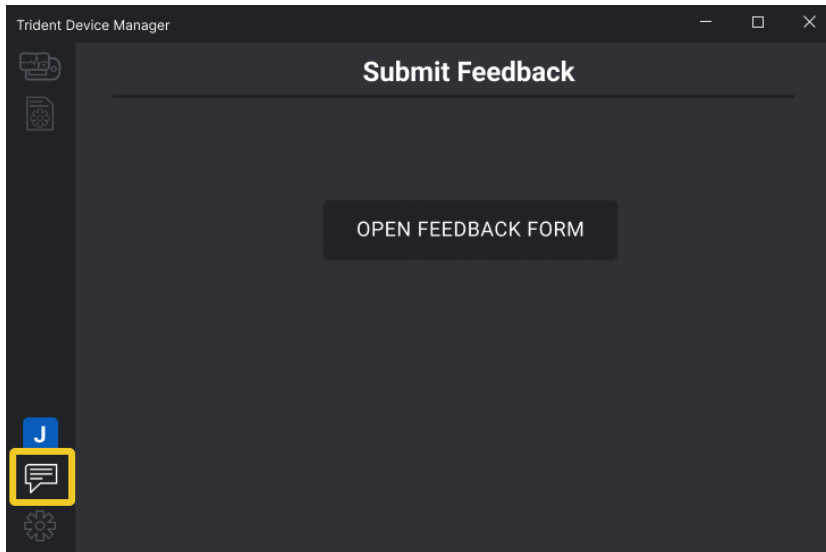 Trident Device Manager
Submit Feedback
OPEN FEEDBACK FORM
J